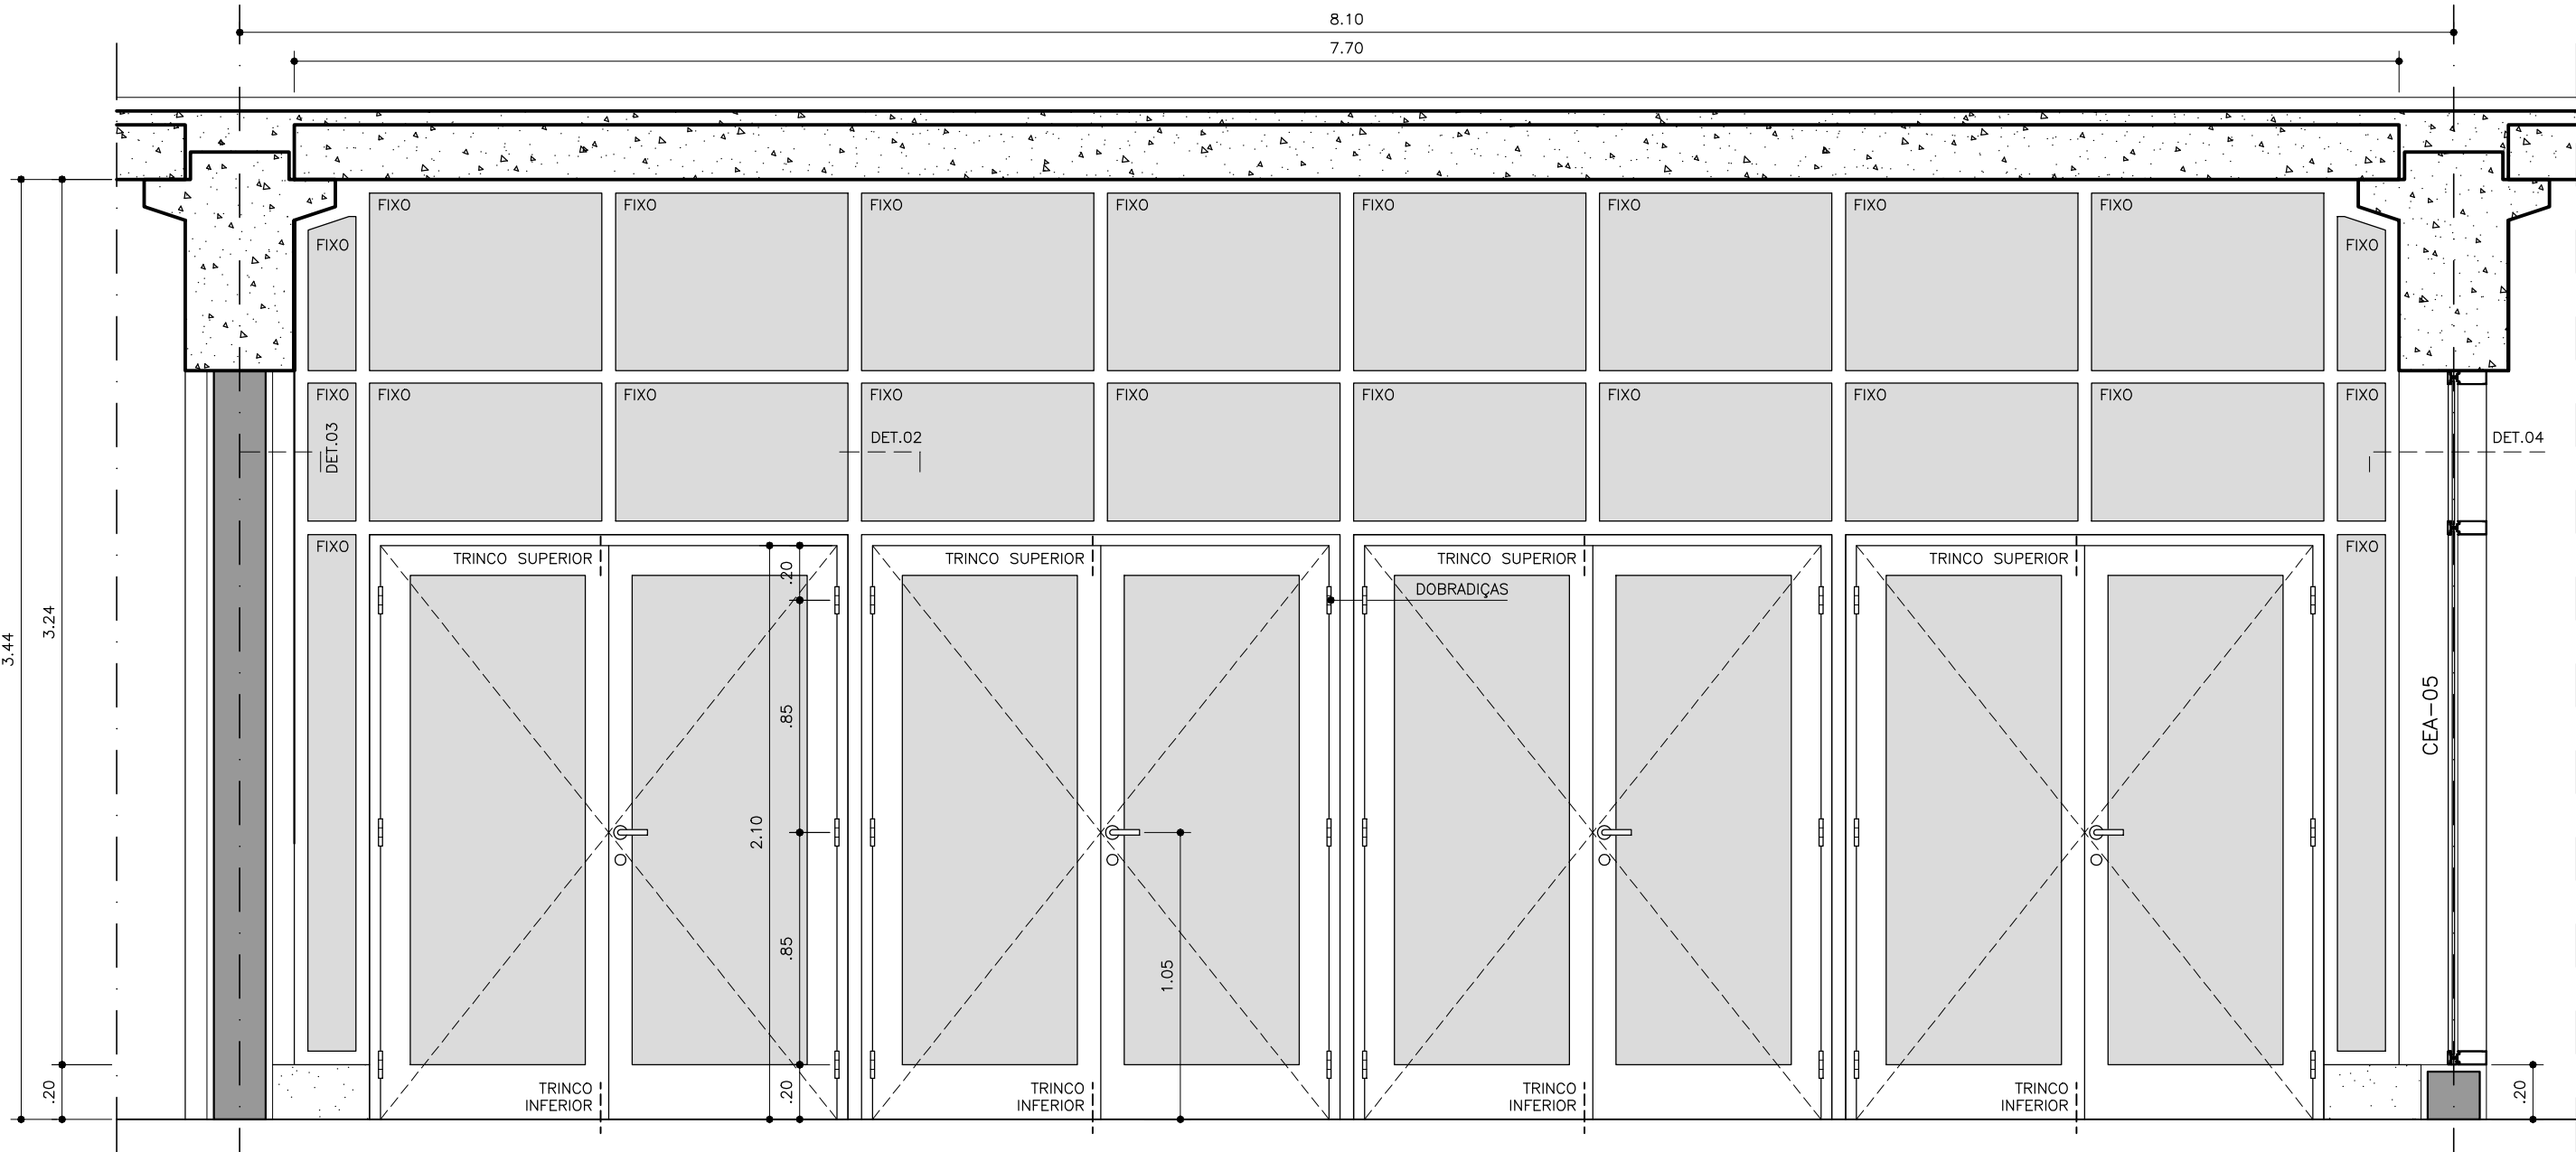 8.10
7.70
FIXO FIXO FIXO FIXO FIXO FIXO FIXO FIXO
FIXO FIXO
FIXO FIXO FIXO FIXO FIXO FIXO FIXO FIXO FIXO FIXO
DET.03
DET.02
DET.04
FIXO FIXO
TRINCO SUPERIOR TRINCO SUPERIOR TRINCO SUPERIOR TRINCO SUPERIOR
.20
DOBRADIÇAS
3.44
3.24
.85
CEA-05
2.10
.85
1.05
.20
.20
.20
TRINCO TRINCO TRINCO TRINCO
INFERIOR INFERIOR INFERIOR INFERIOR